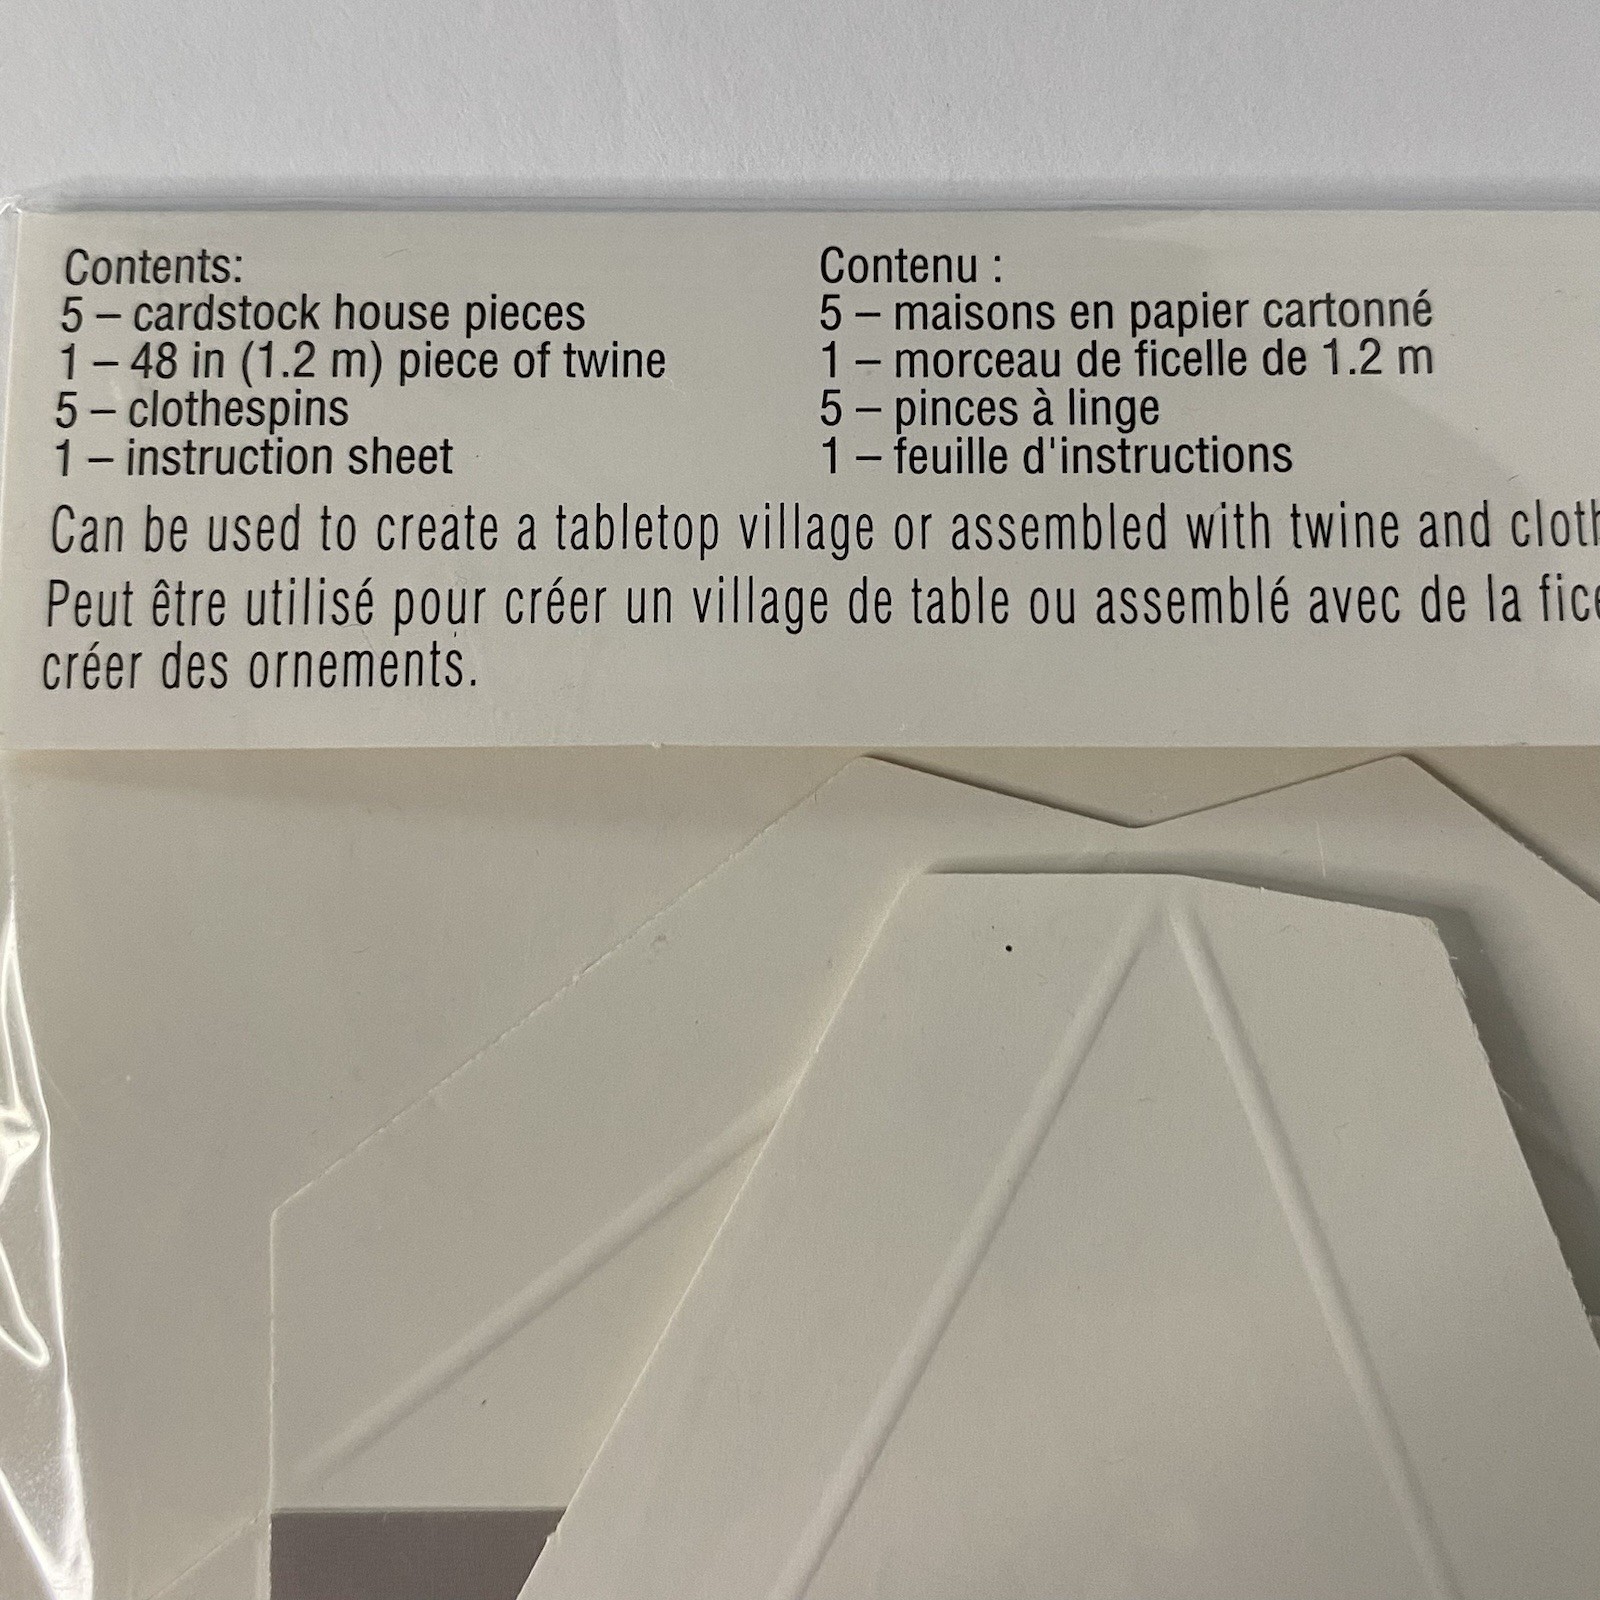 Contents:
5 – cardstock house pieces
1 – 48 in (1.2 m) piece of twine
5 – clothespins
1 – instruction sheet
Contenu :
5 – maisons en papier cartonné
1 – morceau de ficelle de 1.2 m
5 – pinces à linge
1 – feuille d'instructions
Can be used to create a tabletop village or assembled with twine and
Peut être utilisé pour créer un village de table ou assemblé avec de la
créer des ornements.